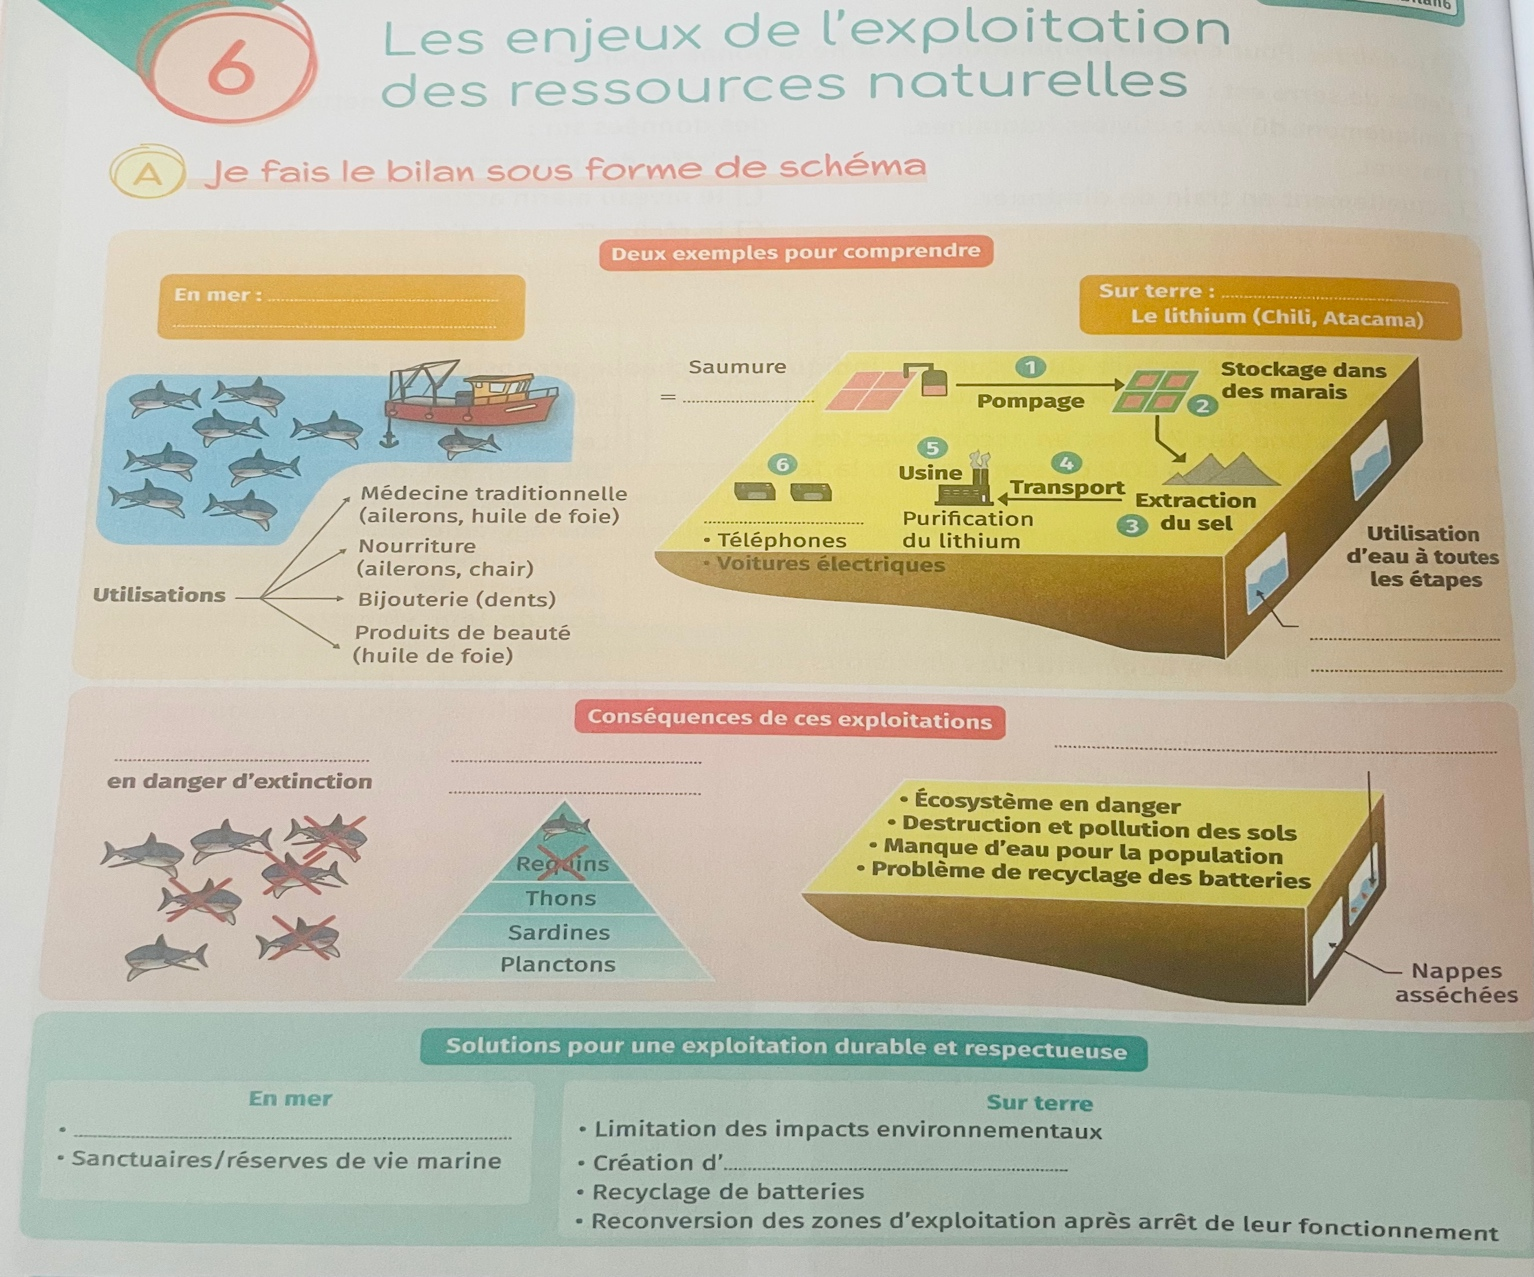 6
Les enjeux de l'exploitation
des ressources naturelles
A
Je fais le bilan sous forme de schéma
Deux exemples pour comprendre
En mer : ........................
........................
Sur terre : ........................
Le lithium (Chili, Atacama)
Médecine traditionnelle
(ailerons, huile de foie)
Nourriture
(ailerons, chair)
Utilisations
Bijouterie (dents)
Produits de beauté
(huile de foie)
Saumure
= ........................
1
Pompage
Stockage dans
des marais
2
Extraction
3 du sel
4
Transport
5
Usine
Purification
du lithium
6
........................
• Téléphones
• Voitures électriques
Utilisation
d'eau à toutes
les étapes
........................
........................
Conséquences de ces exploitations
........................
en danger d'extinction
........................
........................
Requins
Thons
Sardines
Planctons
........................
• Écosystème en danger
• Destruction et pollution des sols
• Manque d'eau pour la population
• Problème de recyclage des batteries
Nappes
asséchées
Solutions pour une exploitation durable et respectueuse
En mer
• ........................
• Sanctuaires/réserves de vie marine
Sur terre
• Limitation des impacts environnementaux
• Création d'........................
• Recyclage de batteries
• Reconversion des zones d'exploitation après arrêt de leur fonctionnement